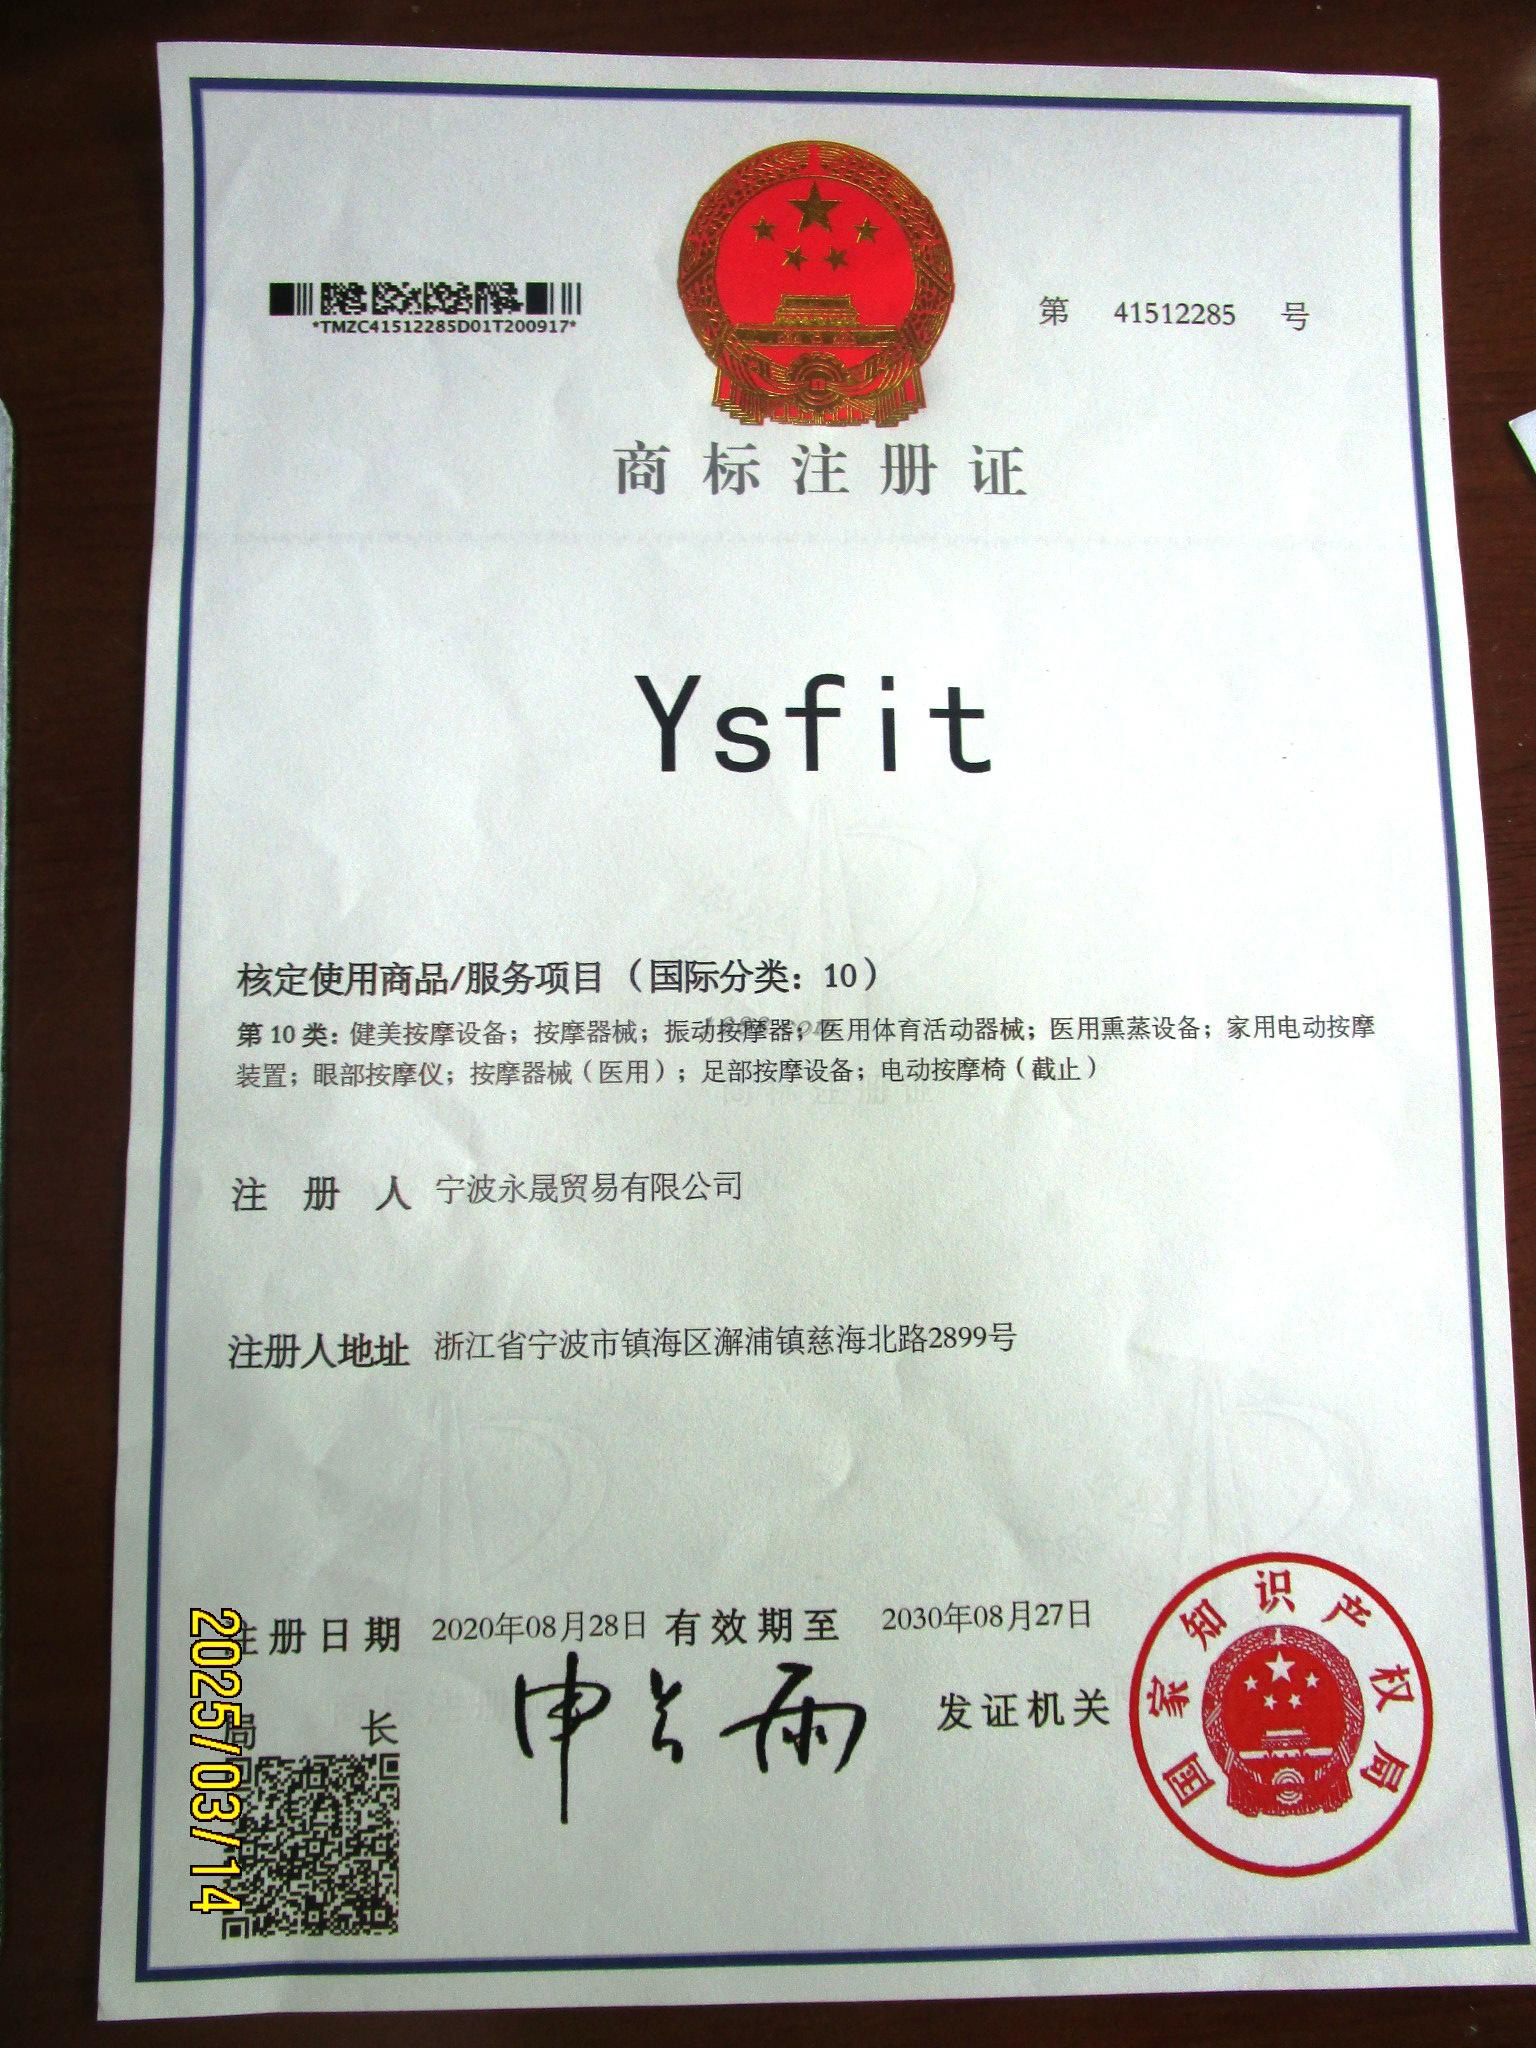 *TMZC41512285D01T200917*
第 41512285 号
商标注册证
Ysfit
核定使用商品/服务项目（国际分类：10）
第 10 类：健美按摩设备；按摩器械；振动按摩器；医用体育活动器械；医用熏蒸设备；家用电动按摩
装置；眼部按摩仪；按摩器械（医用）；足部按摩设备；电动按摩椅（截止）
注册人 宁波永晟贸易有限公司
注册人地址 浙江省宁波市镇海区澥浦镇慈海北路2899号
注册日期 2020年08月28日 有效期至 2030年08月27日
局长 申长雨 发证机关
国家知识产权局
2025/03/14